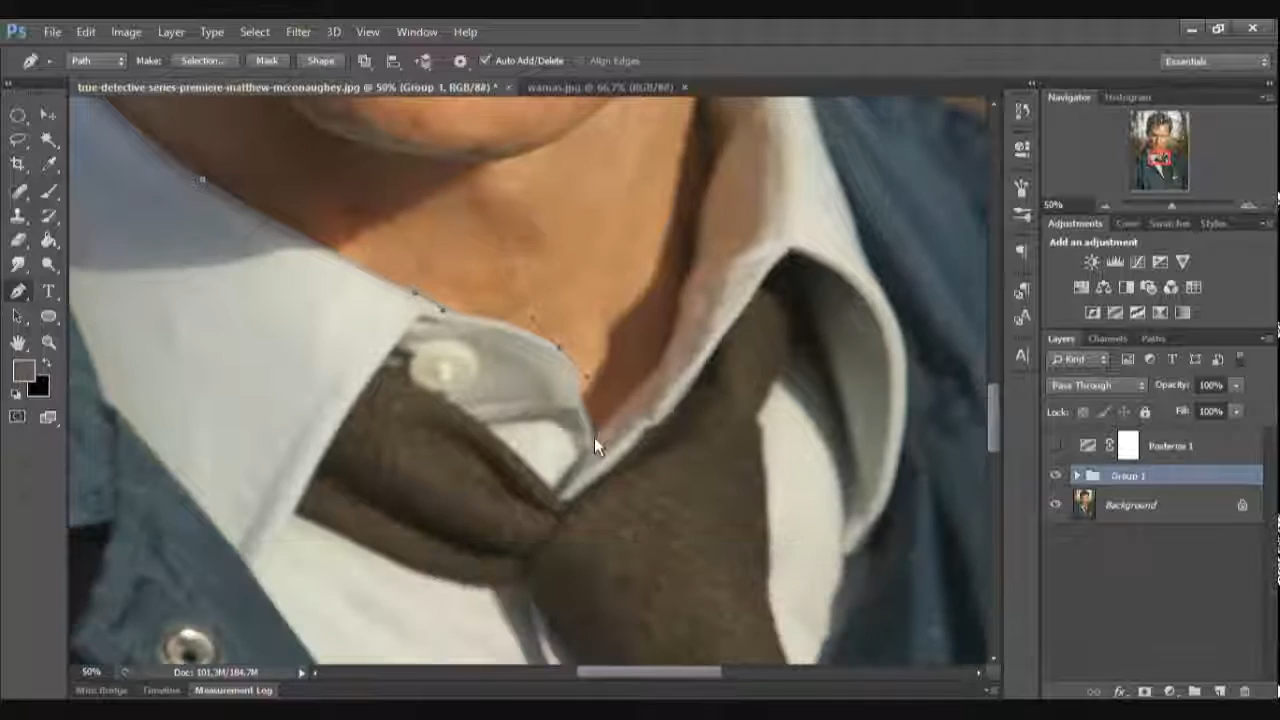 Ps File Edit Image Layer Type Select Filter 3D View Window Help
Path Make: Selection... Mask Shape Auto Add/Delete Align Edges Essentials
true-detective-series-premiere-matthew-mcconaughey.jpg @ 50% (Group 1, RGB/8#) * × woman.jpg @ 66.7% (RGB/8#) ×
Navigator Histogram
50%
Adjustments Color Swatches Styles
Add an adjustment
Layers Channels Paths
Kind
Pass Through Opacity: 100%
Lock: Fill: 100%
Posterize 1
Group 1
Background
50% Doc: 101.3M/184.7M
Mini Bridge Timeline Measurement Log